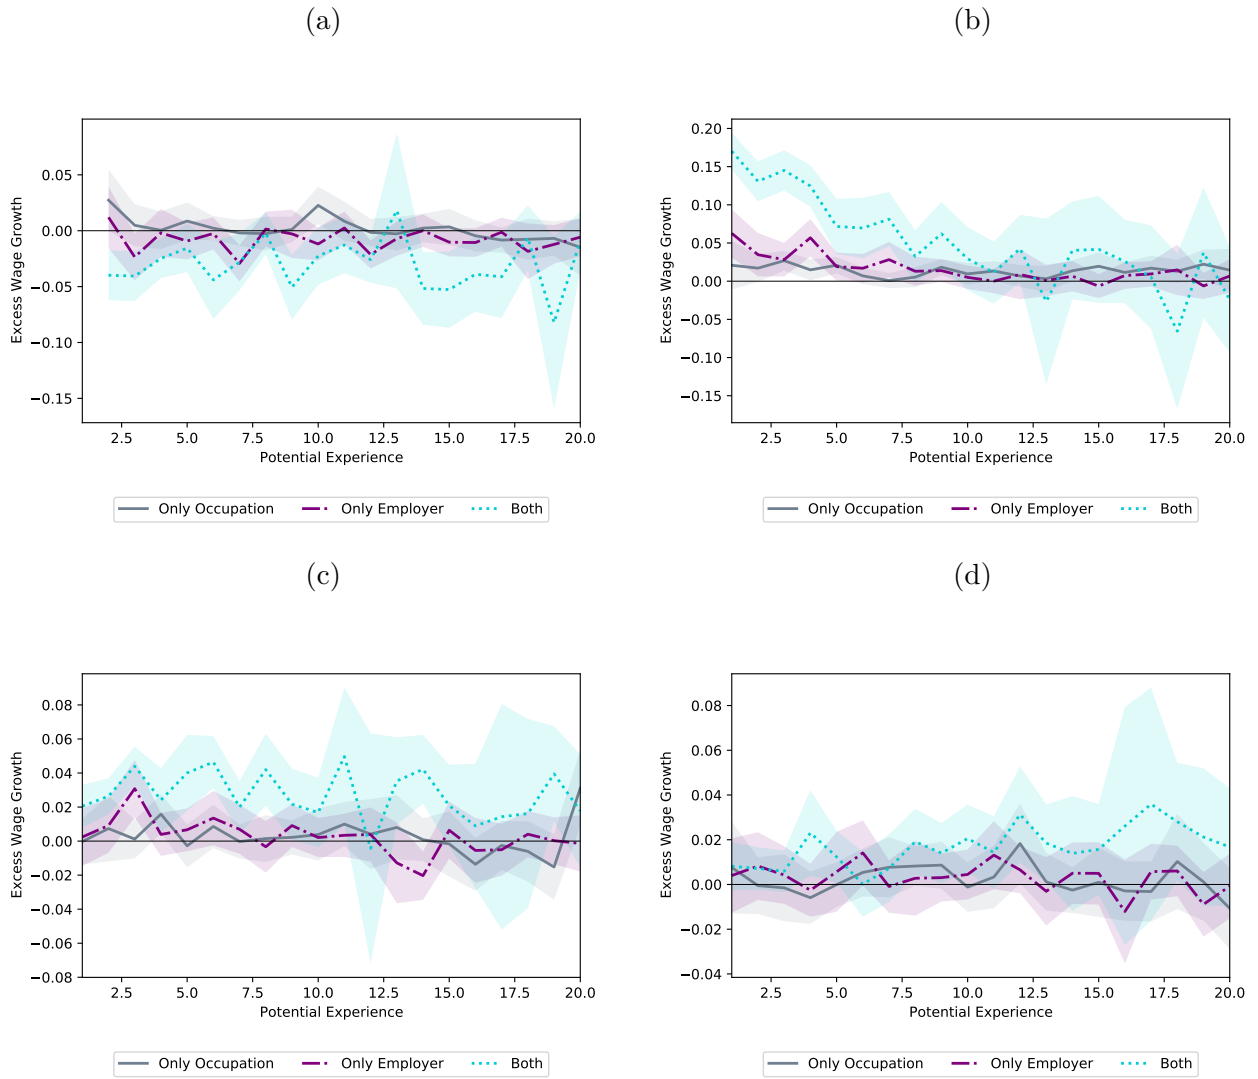 (a)
(b)
Excess Wage Growth
0.05
0.00
−0.05
−0.10
−0.15
2.5 5.0 7.5 10.0 12.5 15.0 17.5 20.0
Potential Experience
Only Occupation Only Employer Both
Excess Wage Growth
0.20
0.15
0.10
0.05
0.00
−0.05
−0.10
−0.15
2.5 5.0 7.5 10.0 12.5 15.0 17.5 20.0
Potential Experience
Only Occupation Only Employer Both
(c)
(d)
Excess Wage Growth
0.08
0.06
0.04
0.02
0.00
−0.02
−0.04
−0.06
−0.08
2.5 5.0 7.5 10.0 12.5 15.0 17.5 20.0
Potential Experience
Only Occupation Only Employer Both
Excess Wage Growth
0.08
0.06
0.04
0.02
0.00
−0.02
−0.04
2.5 5.0 7.5 10.0 12.5 15.0 17.5 20.0
Potential Experience
Only Occupation Only Employer Both